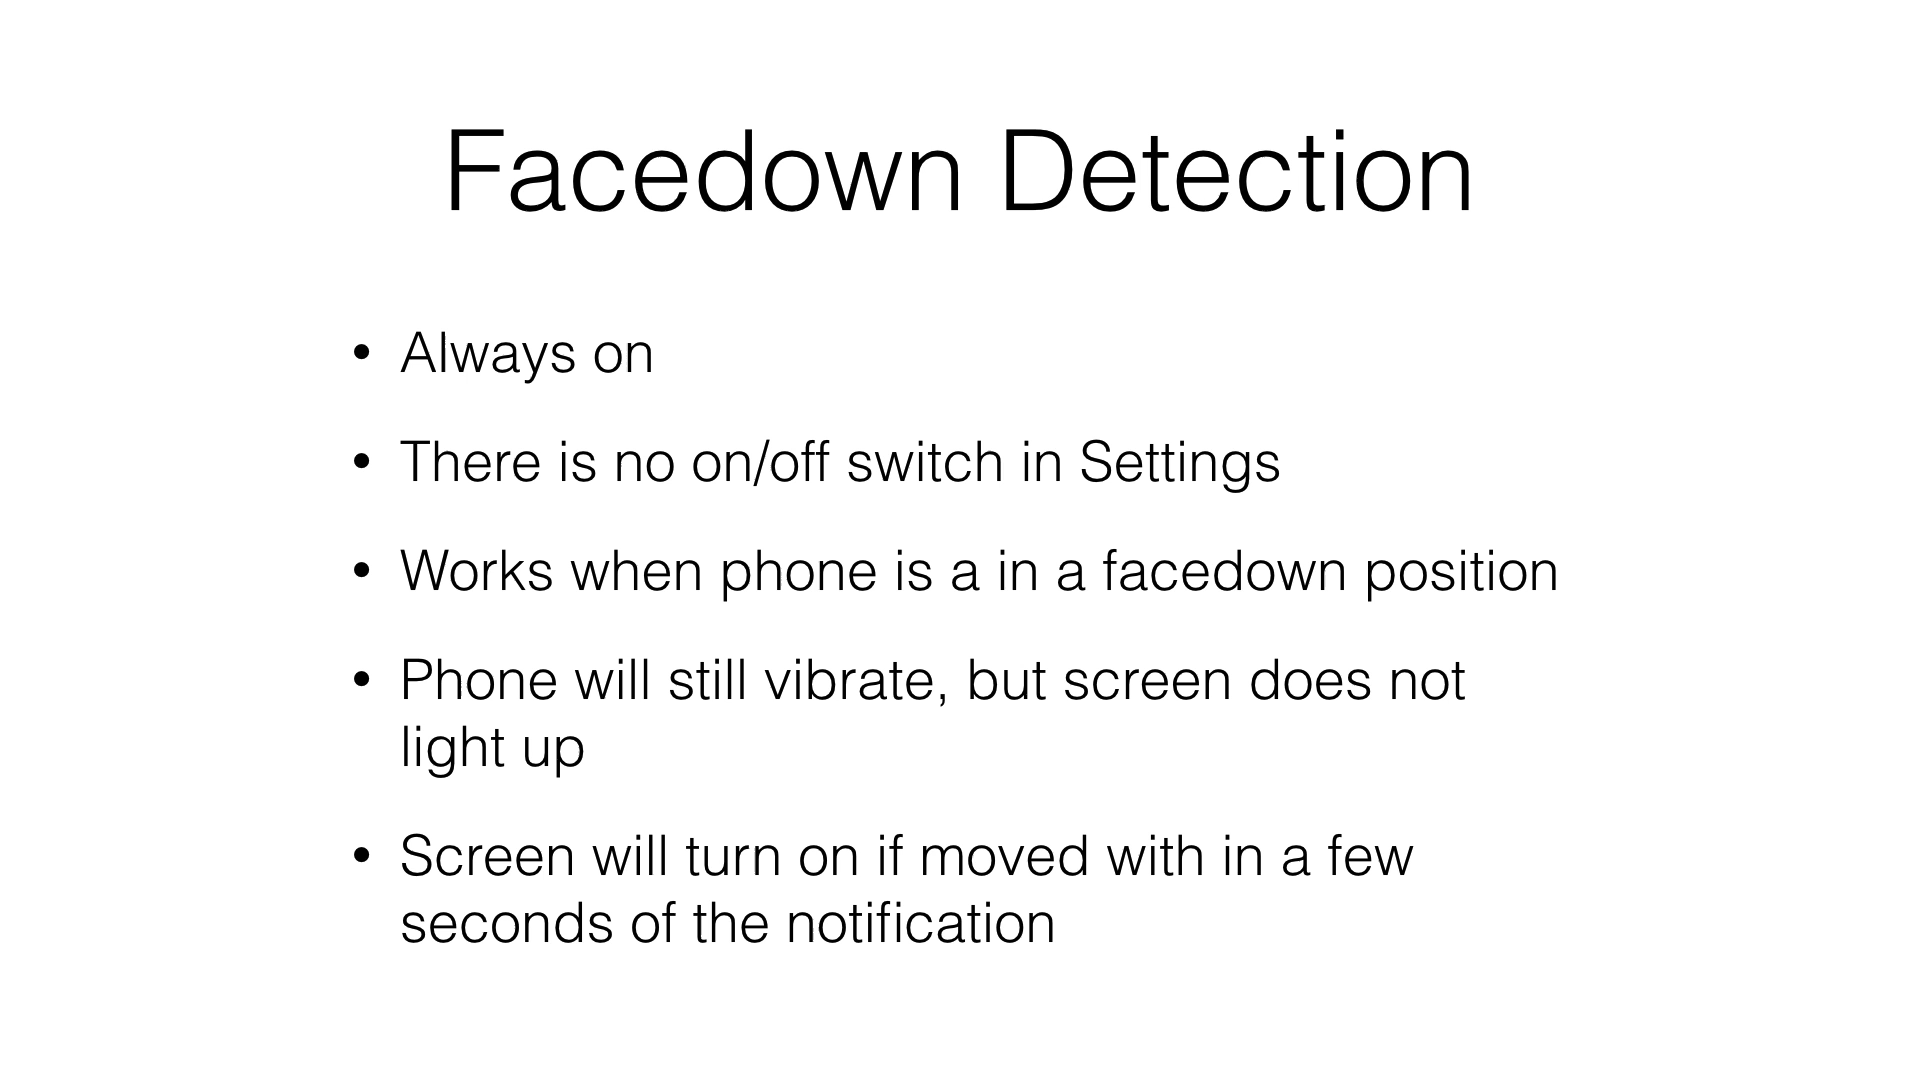 Facedown Detection
• Always on
• There is no on/off switch in Settings
• Works when phone is a in a facedown position
• Phone will still vibrate, but screen does not
light up
• Screen will turn on if moved with in a few
seconds of the notification